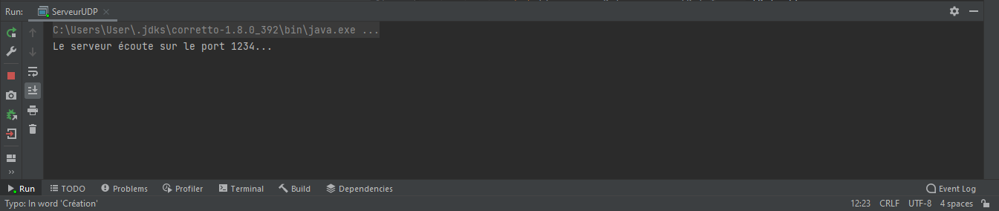 Run: ServeurUDP
C:\Users\User\.jdks\corretto-1.8.0_392\bin\java.exe ...
Le serveur écoute sur le port 1234...
Run TODO Problems Profiler Terminal Build Dependencies Event Log
Typo: In word 'Création' 12:23 CRLF UTF-8 4 spaces